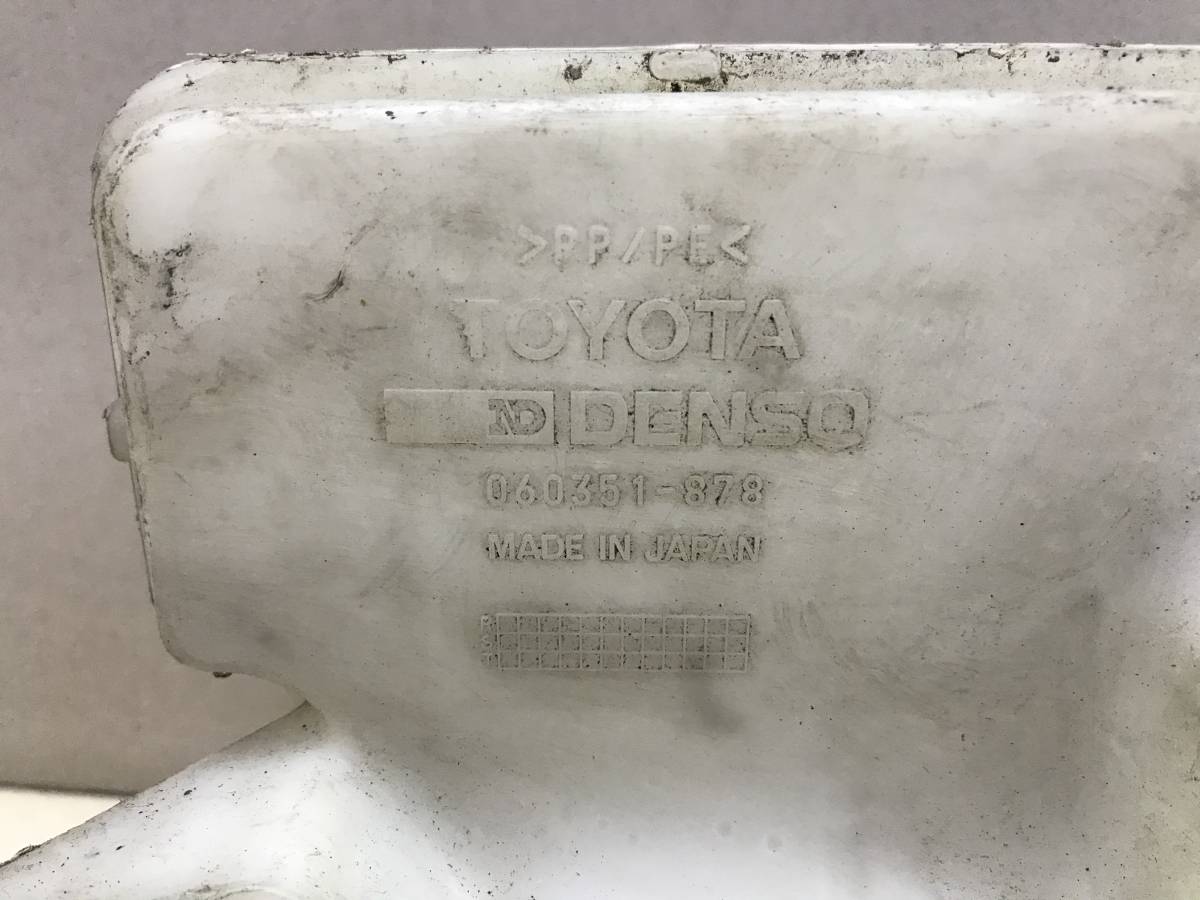 >PP/PE<
TOYOTA
ND DENSO
060351-878
MADE IN JAPAN